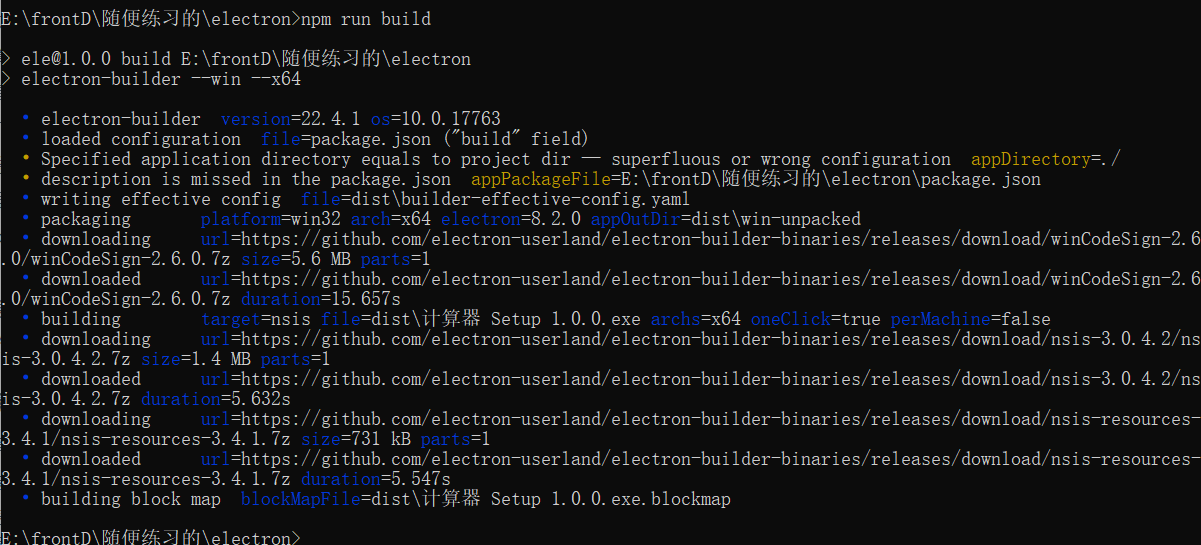 E:\frontD\随便练习的\electron>npm run build
> ele@1.0.0 build E:\frontD\随便练习的\electron
> electron-builder --win --x64
• electron-builder  version=22.4.1 os=10.0.17763
• loaded configuration  file=package.json ("build" field)
• Specified application directory equals to project dir — superfluous or wrong configuration  appDirectory=./
• description is missed in the package.json  appPackageFile=E:\frontD\随便练习的\electron\package.json
• writing effective config  file=dist\builder-effective-config.yaml
• packaging       platform=win32 arch=x64 electron=8.2.0 appOutDir=dist\win-unpacked
• downloading     url=https://github.com/electron-userland/electron-builder-binaries/releases/download/winCodeSign-2.6
.0/winCodeSign-2.6.0.7z size=5.6 MB parts=1
• downloaded      url=https://github.com/electron-userland/electron-builder-binaries/releases/download/winCodeSign-2.6
.0/winCodeSign-2.6.0.7z duration=15.657s
• building        target=nsis file=dist\计算器 Setup 1.0.0.exe archs=x64 oneClick=true perMachine=false
• downloading     url=https://github.com/electron-userland/electron-builder-binaries/releases/download/nsis-3.0.4.2/ns
is-3.0.4.2.7z size=1.4 MB parts=1
• downloaded      url=https://github.com/electron-userland/electron-builder-binaries/releases/download/nsis-3.0.4.2/ns
is-3.0.4.2.7z duration=5.632s
• downloading     url=https://github.com/electron-userland/electron-builder-binaries/releases/download/nsis-resources-
3.4.1/nsis-resources-3.4.1.7z size=731 kB parts=1
• downloaded      url=https://github.com/electron-userland/electron-builder-binaries/releases/download/nsis-resources-
3.4.1/nsis-resources-3.4.1.7z duration=5.547s
• building block map  blockMapFile=dist\计算器 Setup 1.0.0.exe.blockmap
E:\frontD\随便练习的\electron>